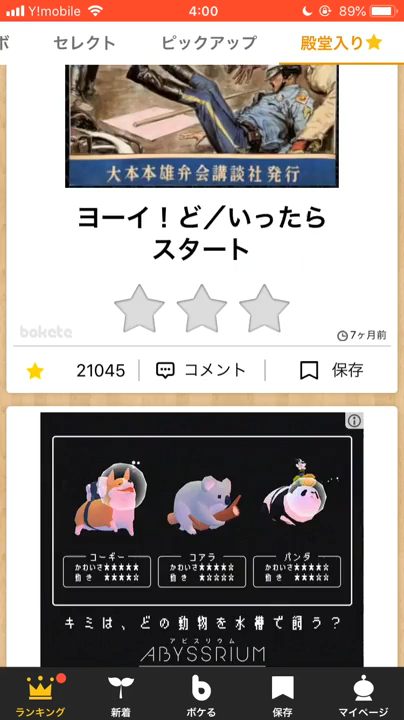 Y!mobile 4:00 89%
ボ セレクト ピックアップ 殿堂入り
大本本雄弁会講談社発行
ヨーイ！ど／いったら
スタート
bokete 7ヶ月前
21045 コメント 保存
コーギー コアラ パンダ
かわいさ★★★★★ かわいさ★★★★☆ かわいさ★★★★☆
動き ★★★★☆ 動き ★☆☆☆☆ 動き ★★★☆☆
キミは、どの動物を水槽で飼う？
アビスリウム
ABYSSRIUM
ランキング 新着 ボケる 保存 マイページ